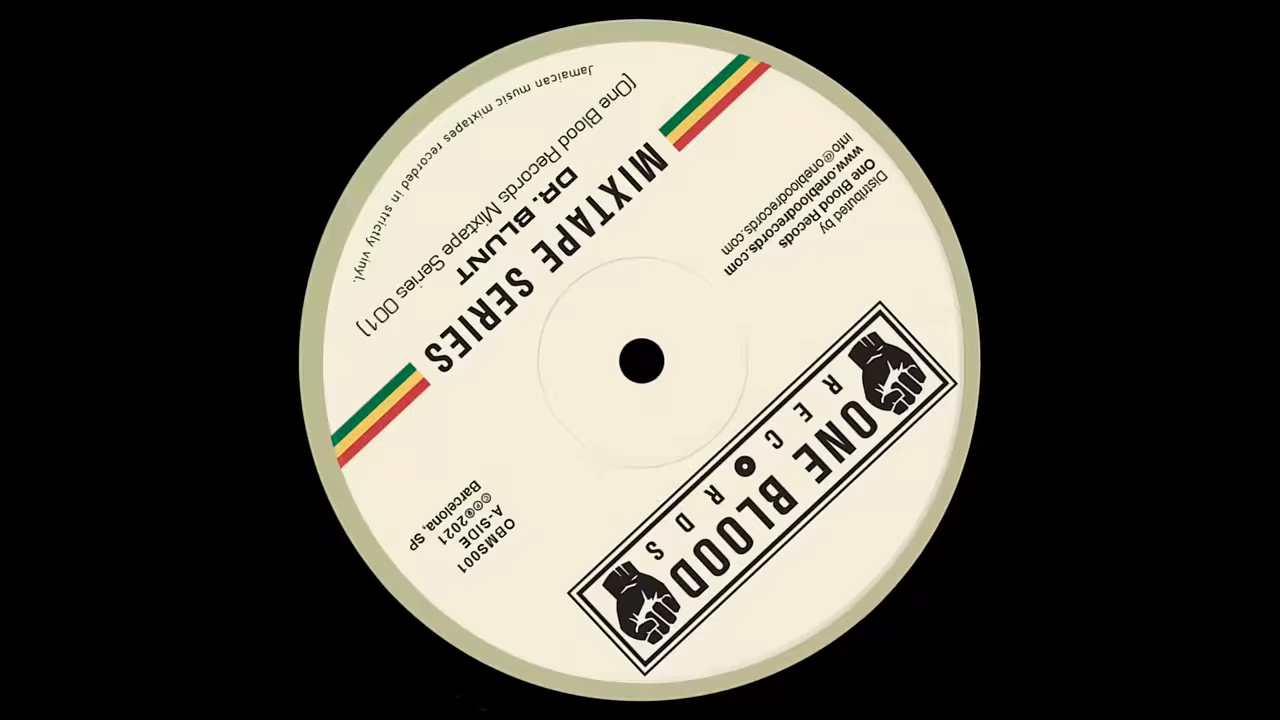 ONE BLOOD
RECORDS
OBMS001
A-SIDE
2021
Barcelona, SP
Distributed by
One Blood Recods
www.onebloodrecords.com
info@onebloodrecords.com
MIXTAPE SERIES
DR. BLUNT
(One Blood Records Mixtape Series 001)
Jamaican music mixtapes recorded in strictly vinyl.